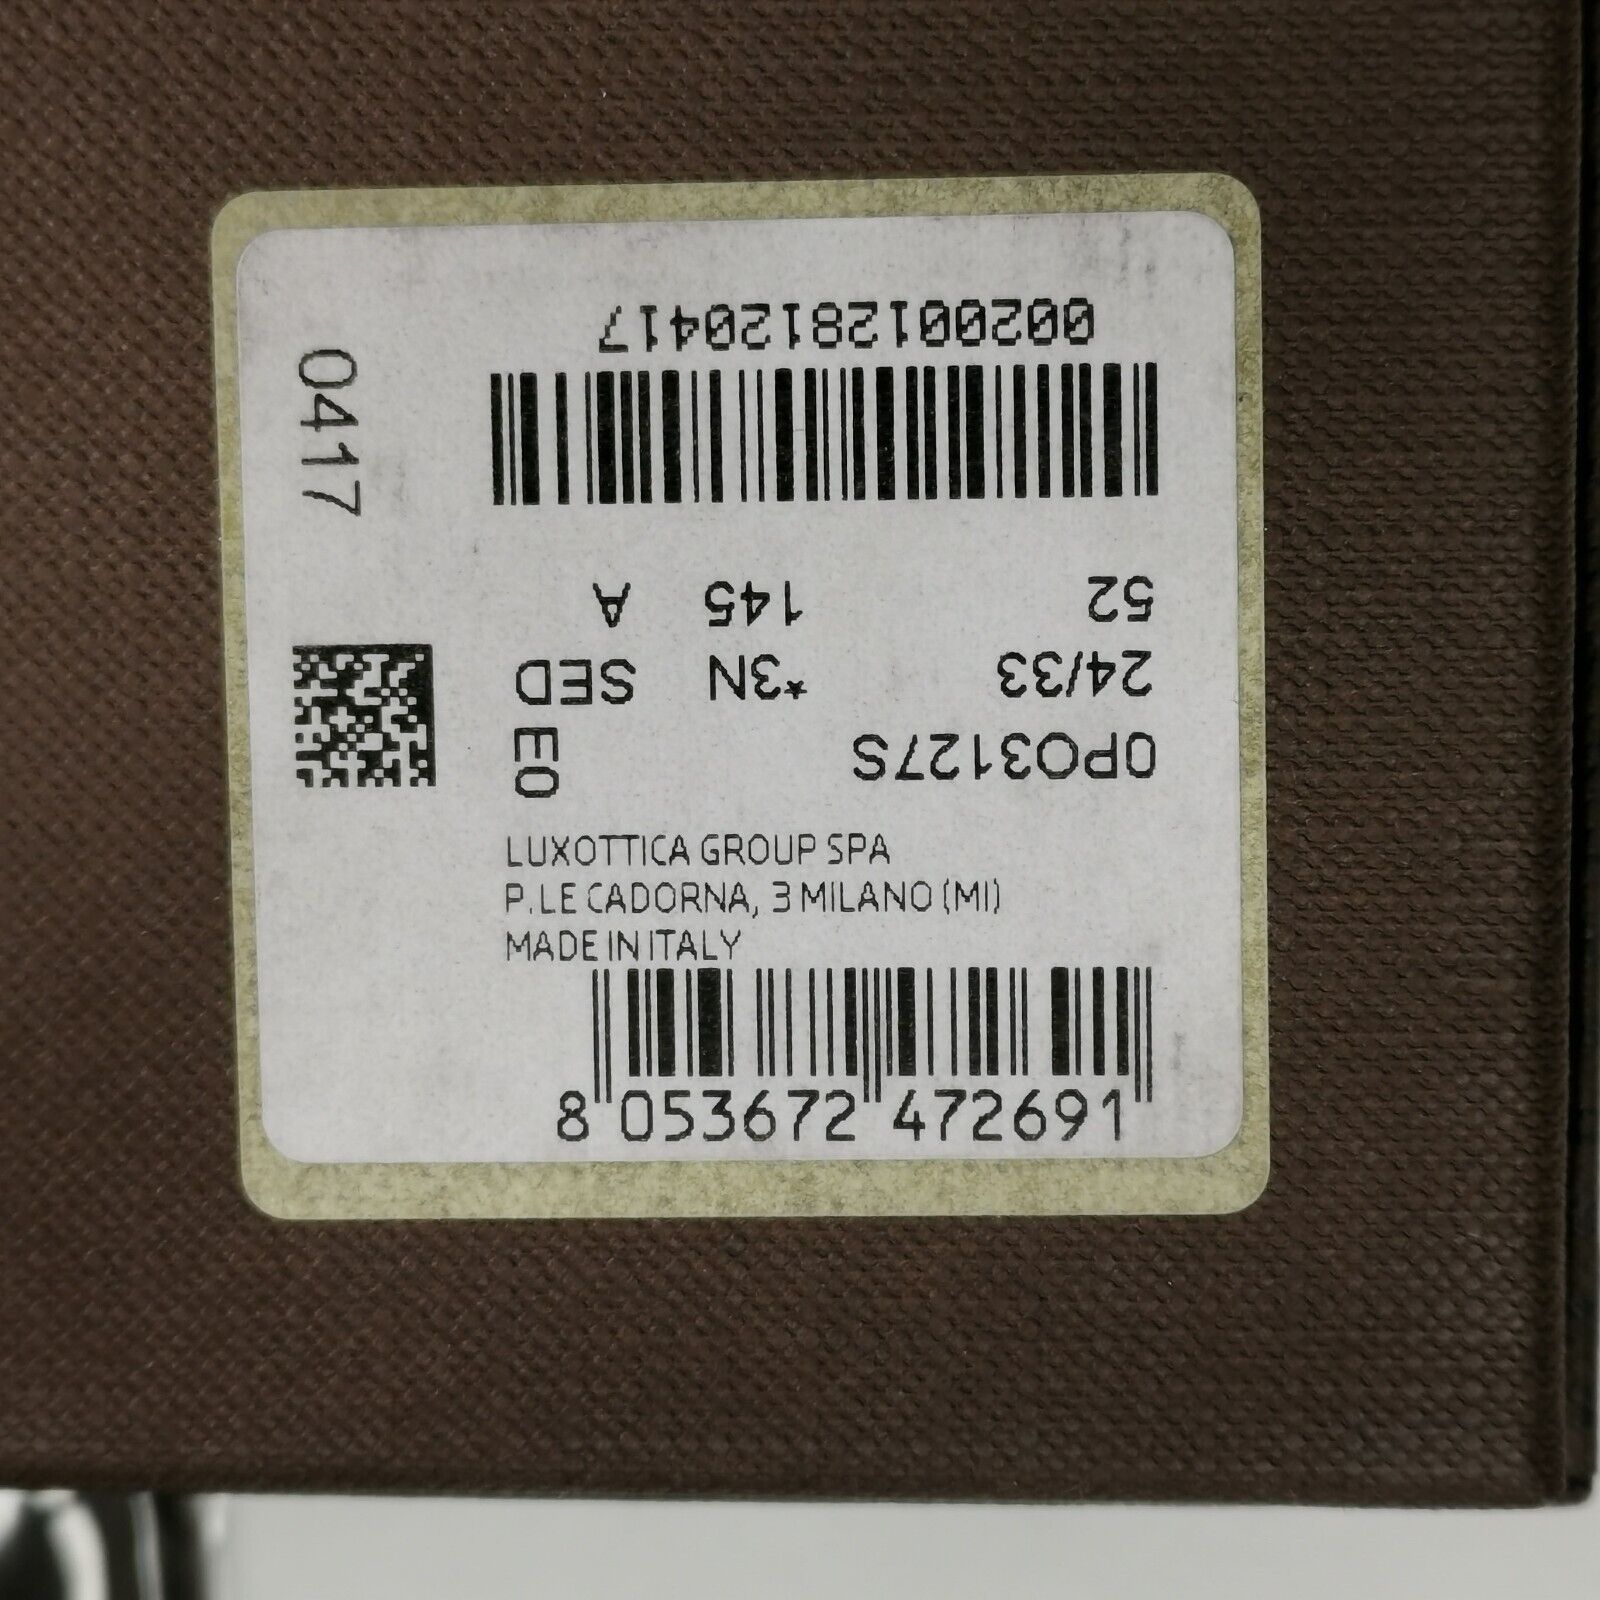 0020012812０417
0417
52 145 A
24/33 *3N SED
0PO3127S E0
LUXOTTICA GROUP SPA
P.LE CADORNA, 3 MILANO (MI)
MADE IN ITALY
8 053672 472691